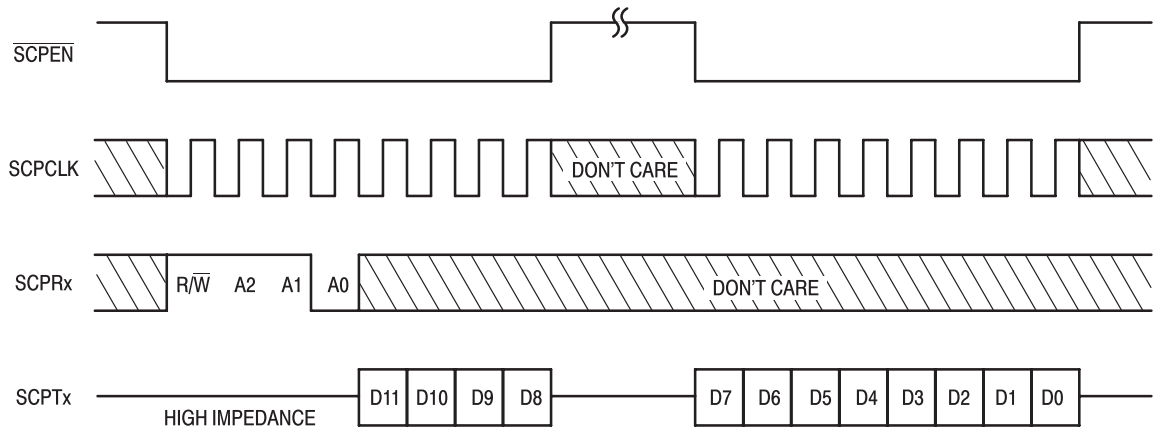 S̅C̅P̅E̅N̅
SCPCLK
DON'T CARE
SCPRx
R/W̅ A2 A1 A0
DON'T CARE
SCPTx
D11 D10 D9 D8 D7 D6 D5 D4 D3 D2 D1 D0
HIGH IMPEDANCE